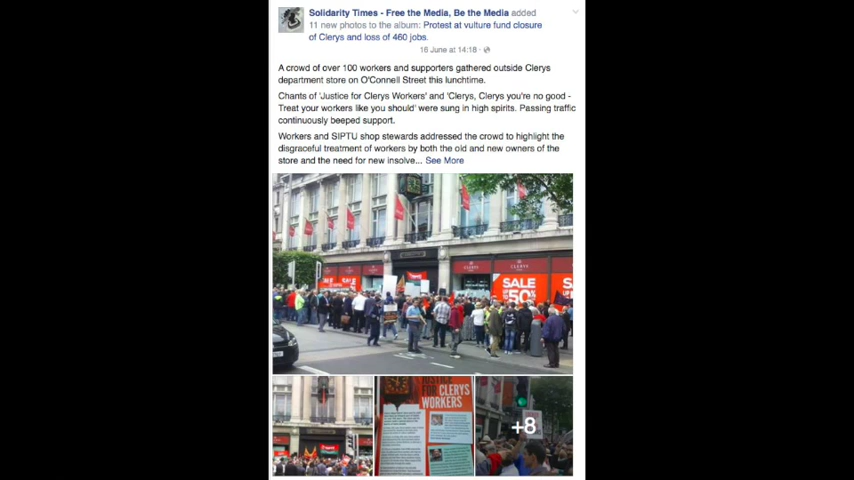 Solidarity Times - Free the Media, Be the Media added
11 new photos to the album: Protest at vulture fund closure
of Clerys and loss of 460 jobs.
16 June at 14:18 ·
A crowd of over 100 workers and supporters gathered outside Clerys
department store on O'Connell Street this lunchtime.
Chants of 'Justice for Clerys Workers' and 'Clerys, Clerys you're no good -
Treat your workers like you should' were sung in high spirits. Passing traffic
continuously beeped support.
Workers and SIPTU shop stewards addressed the crowd to highlight the
disgraceful treatment of workers by both the old and new owners of the
store and the need for new insolve... See More
CLERYS
CLERYS
SALE
SALE
50%
SALE
JUSTICE
FOR CLERYS
WORKERS
+8